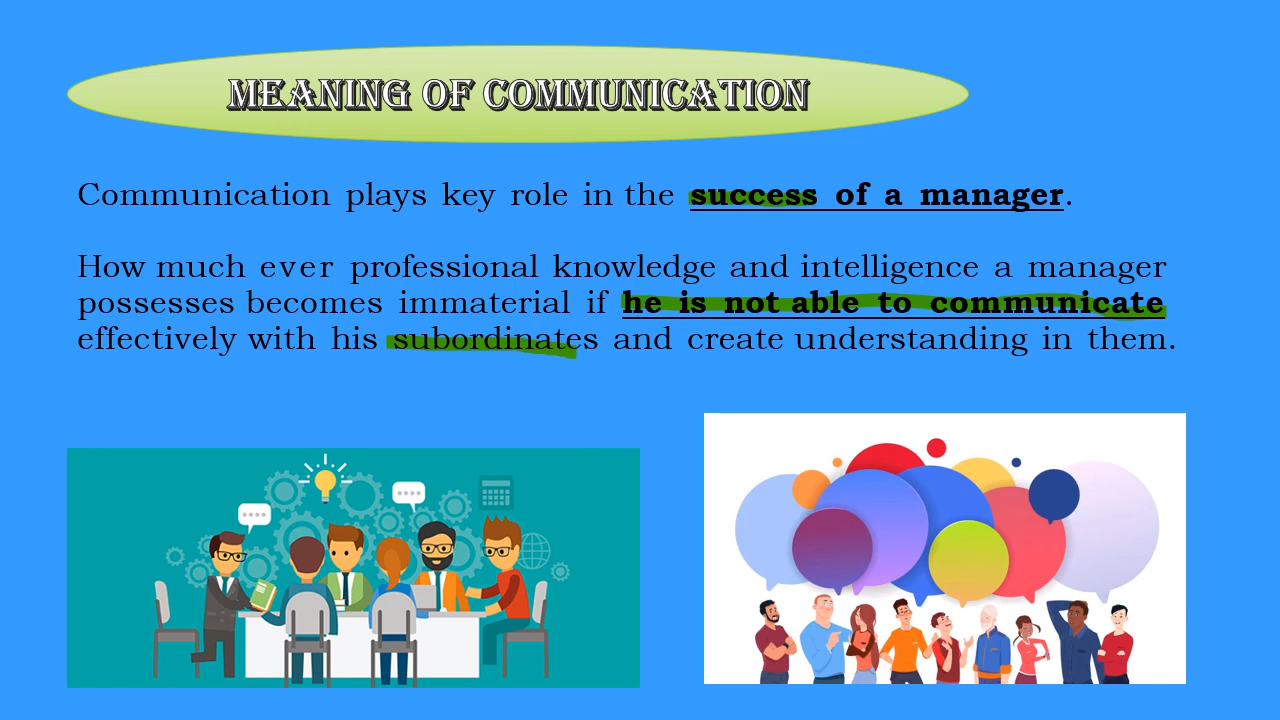 MEANING OF COMMUNICATION
Communication plays key role in the success of a manager.
How much ever professional knowledge and intelligence a manager
possesses becomes immaterial if he is not able to communicate
effectively with his subordinates and create understanding in them.